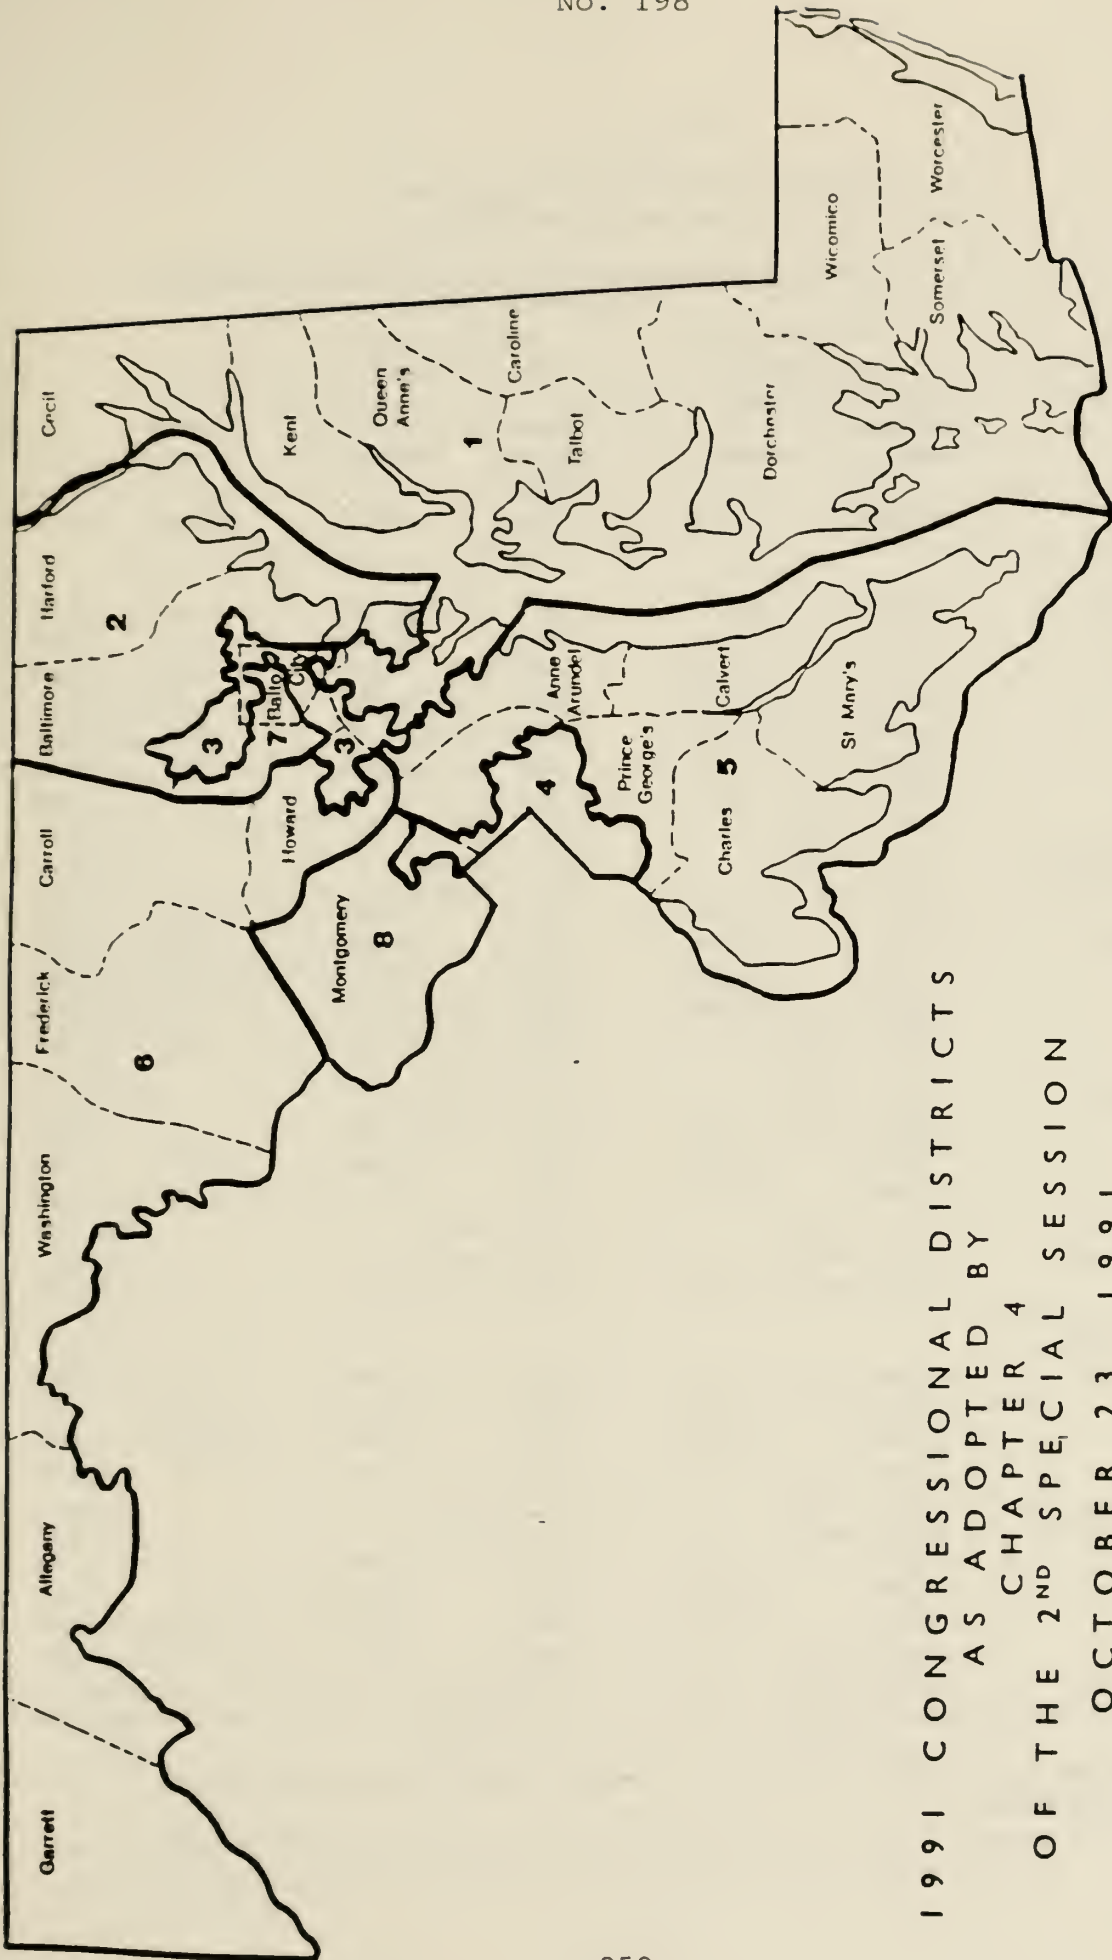 No. 198
Garrett
Allegany
Washington
Frederick
Carroll
Baltimore
Harford
Cecil
6
2
3
7
Balto
City
3
Howard
Montgomery
8
4
Kent
Queen
Anne's
1
Caroline
Talbot
Dorchester
Wicomico
Somerset
Worcester
Anne
Arundel
Prince
George's
Calvert
5
Charles
St Mary's
1991 CONGRESSIONAL DISTRICTS
AS ADOPTED BY
CHAPTER 4
OF THE 2ND SPECIAL SESSION
OCTOBER 23, 1991